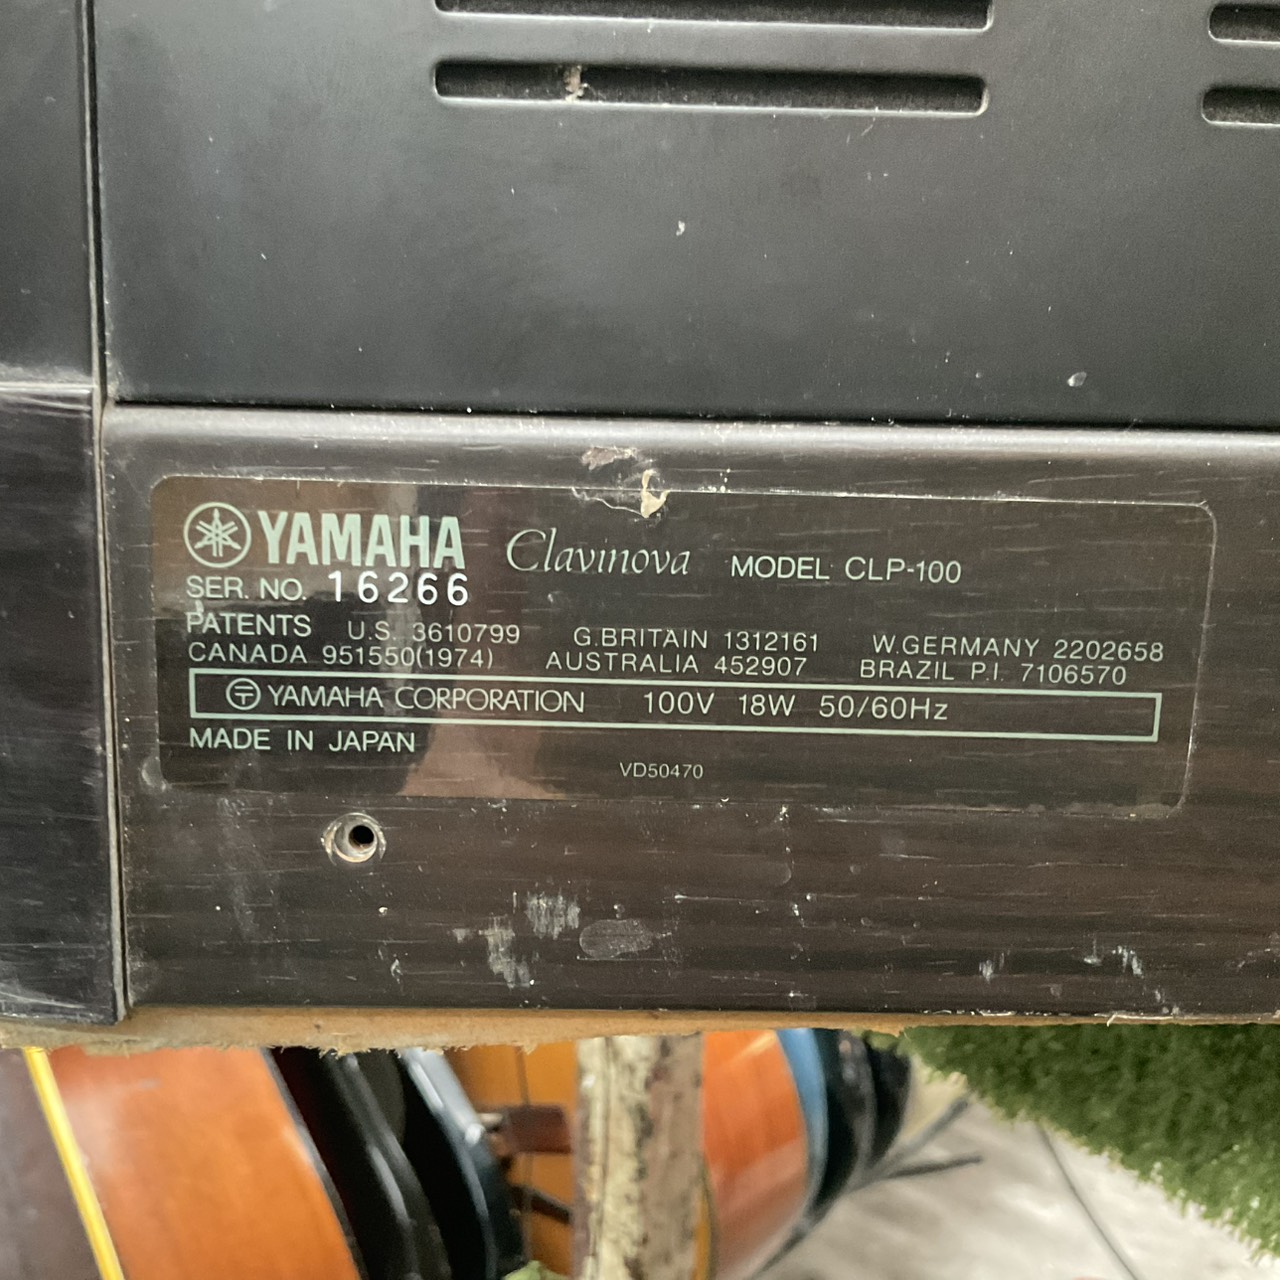 YAMAHA Clavinova MODEL CLP-100
SER. NO. 16266
PATENTS U.S. 3610799 G.BRITAIN 1312161 W.GERMANY 2202658
CANADA 951550(1974) AUSTRALIA 452907 BRAZIL P.I. 7106570
〶 YAMAHA CORPORATION 100V 18W 50/60Hz
MADE IN JAPAN
VD50470